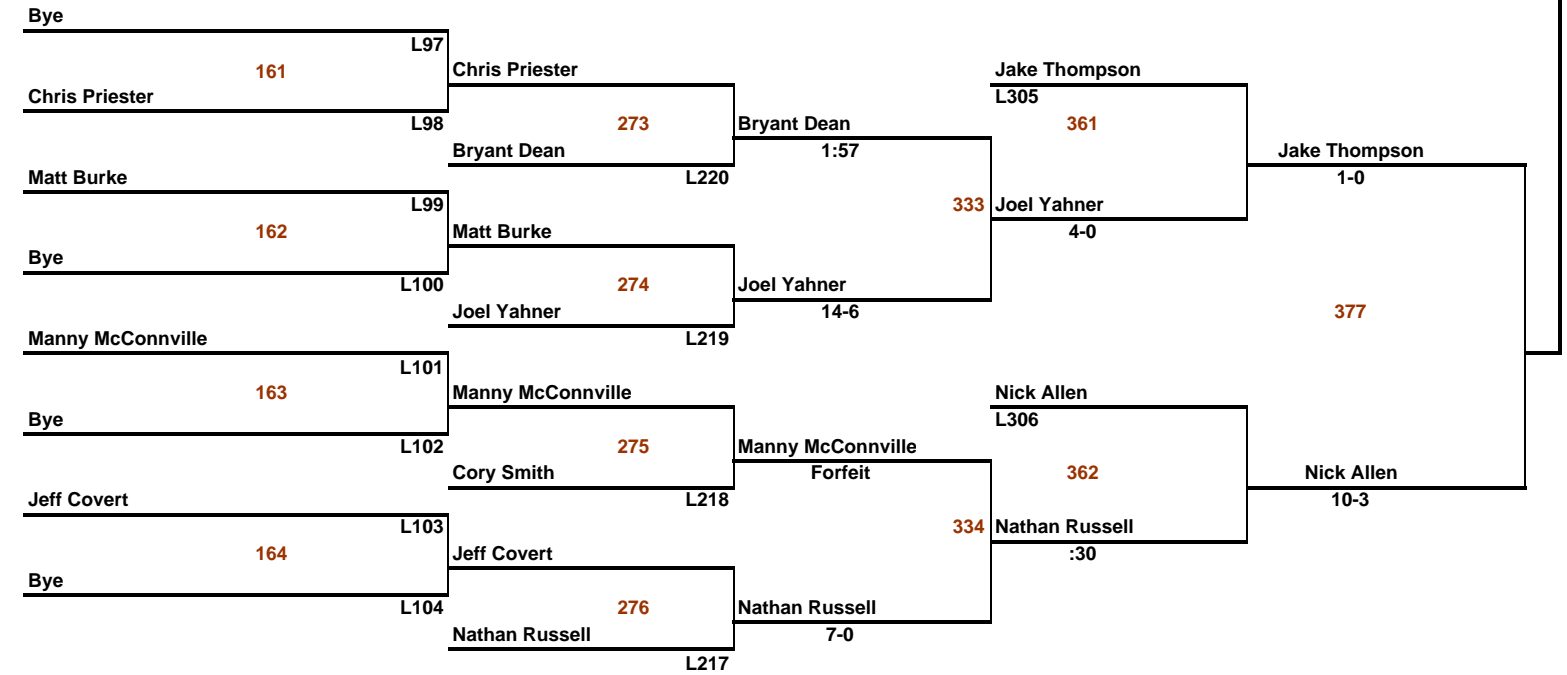 Bye
L97
161
Chris Priester
Jake Thompson
Chris Priester
L305
L98
273
Bryant Dean
361
Bryant Dean
1:57
Jake Thompson
Matt Burke
L220
1-0
L99
333
Joel Yahner
162
Matt Burke
4-0
Bye
L100
274
Joel Yahner
Joel Yahner
14-6
377
Manny McConnville
L219
L101
163
Manny McConnville
Nick Allen
Bye
L306
L102
275
Manny McConnville
Cory Smith
Forfeit
362
Nick Allen
Jeff Covert
L218
10-3
L103
334
Nathan Russell
164
Jeff Covert
:30
Bye
L104
276
Nathan Russell
Nathan Russell
7-0
L217